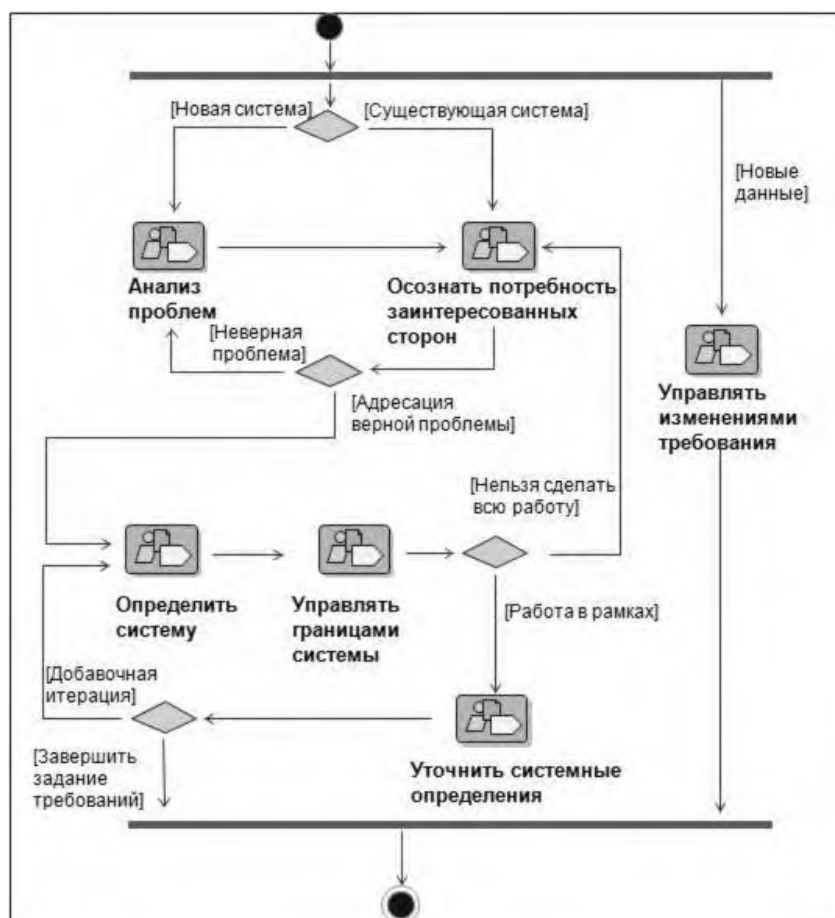 [Новая система]
[Существующая система]
[Новые
данные]
Анализ
проблем
Осознать потребность
заинтересованных
сторон
[Неверная
проблема]
Управлять
изменениями
требования
[Адресация
верной проблемы]
[Нельзя сделать
всю работу]
Определить
систему
Управлять
границами
системы
[Работа в рамках]
[Добавочная
итерация]
Уточнить системные
определения
[Завершить
задание
требований]